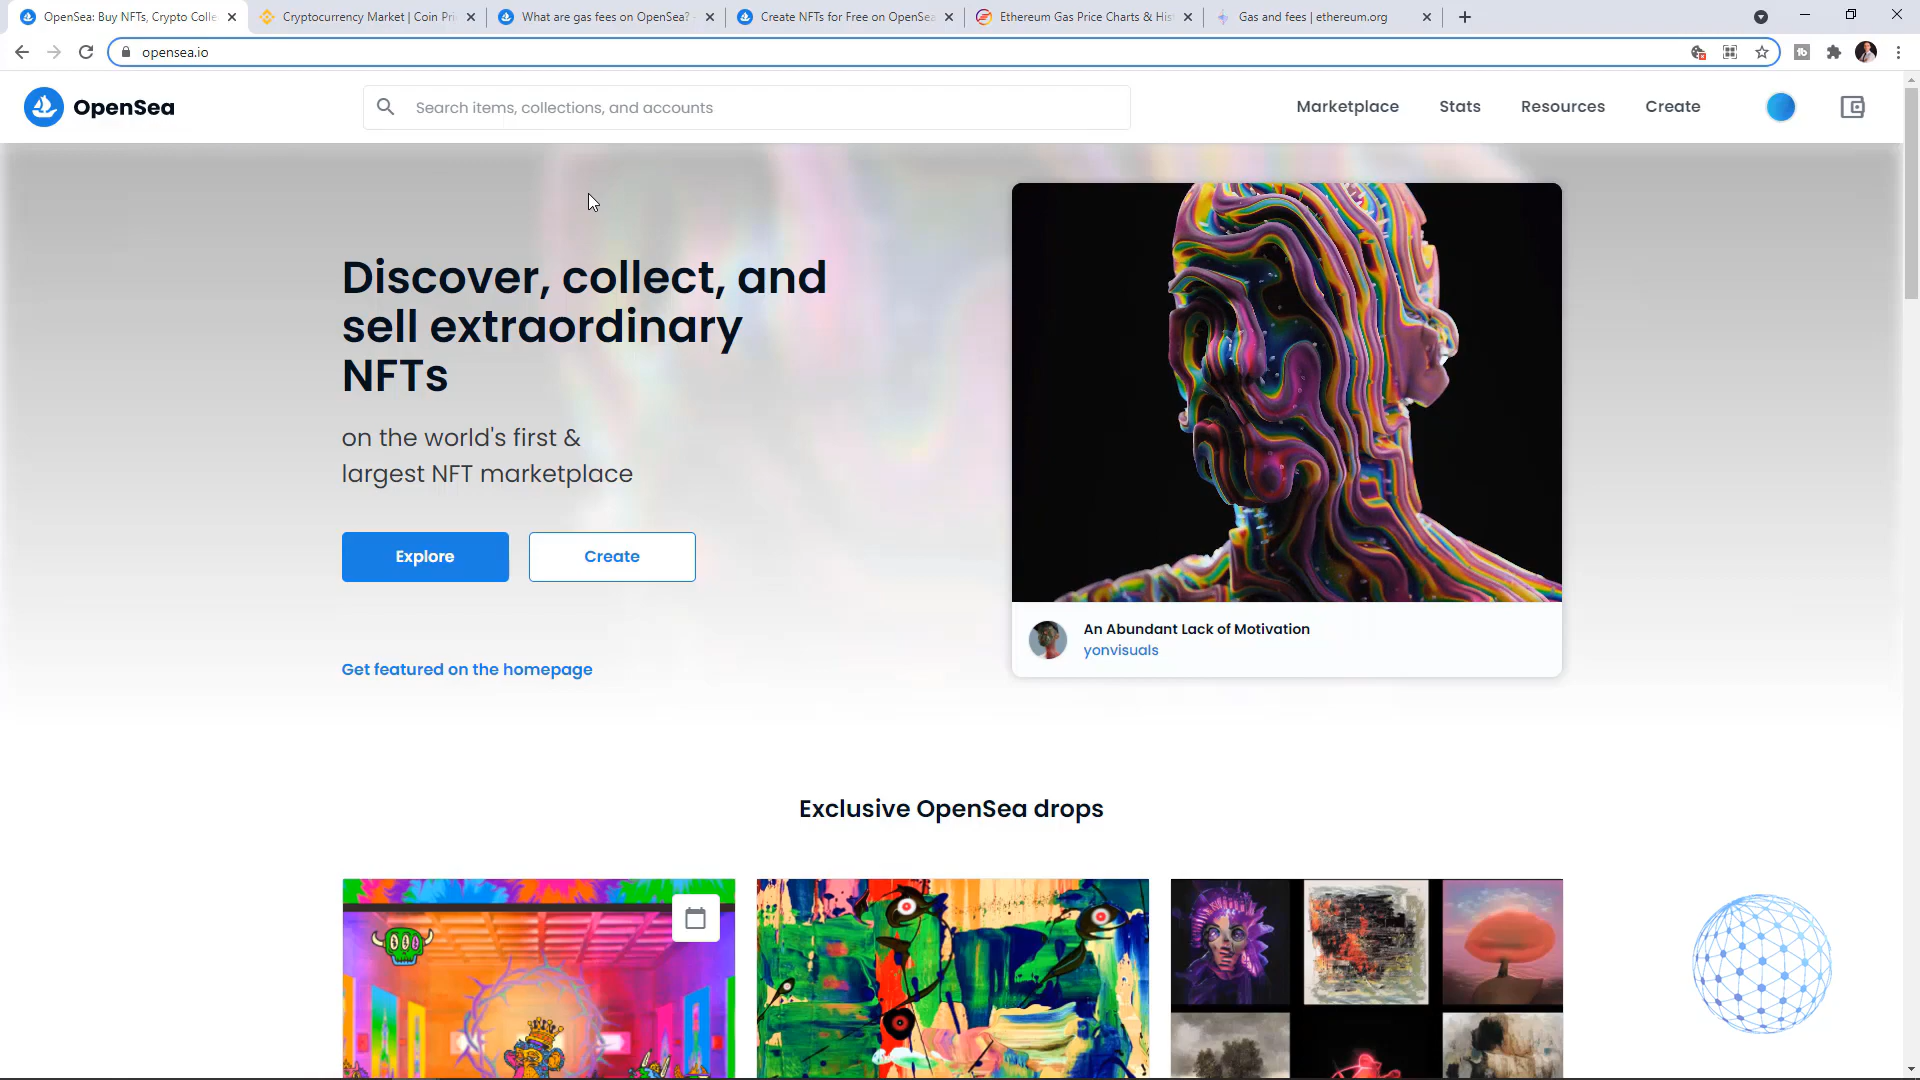 OpenSea: Buy NFTs, Crypto Colle
Cryptocurrency Market | Coin Pri
What are gas fees on OpenSea?
Create NFTs for Free on OpenSea
Ethereum Gas Price Charts & His
Gas and fees | ethereum.org
opensea.io
OpenSea
Search items, collections, and accounts
Marketplace
Stats
Resources
Create
Discover, collect, and
sell extraordinary
NFTs
on the world's first &
largest NFT marketplace
Explore
Create
Get featured on the homepage
An Abundant Lack of Motivation
yonvisuals
Exclusive OpenSea drops